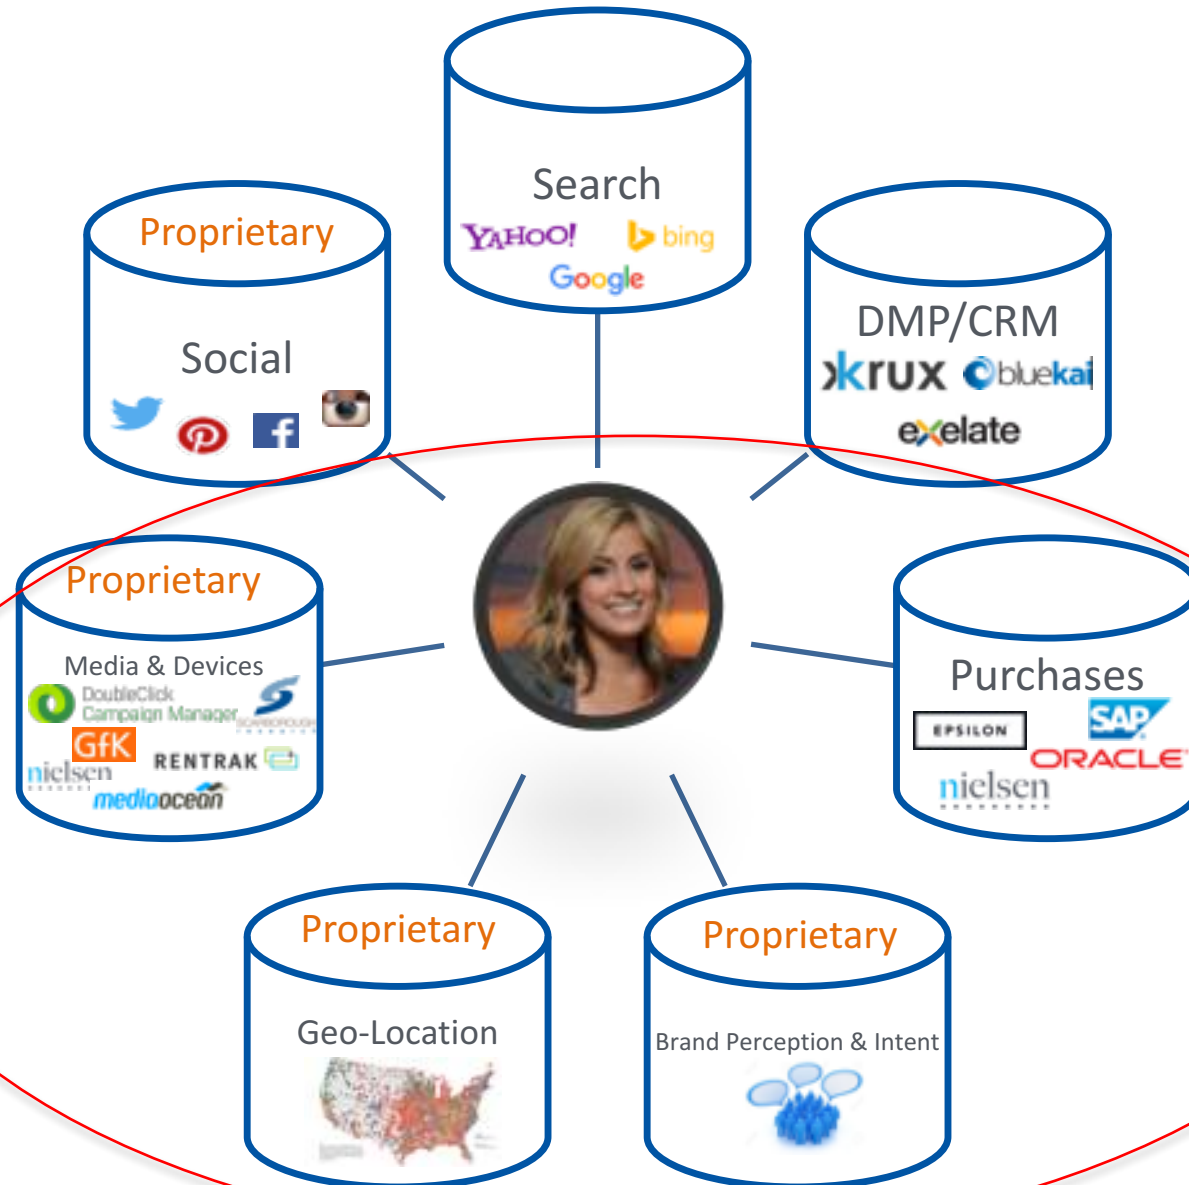 Search
YAHOO!
bing
Google
Proprietary
Social
DMP/CRM
krux
bluekai
exelate
Proprietary
Media & Devices
DoubleClick
Campaign Manager
SCARBOROUGH
GfK
nielsen
RENTRAK
mediaocean
Purchases
EPSILON
SAP
ORACLE
nielsen
Proprietary
Geo-Location
Proprietary
Brand Perception & Intent